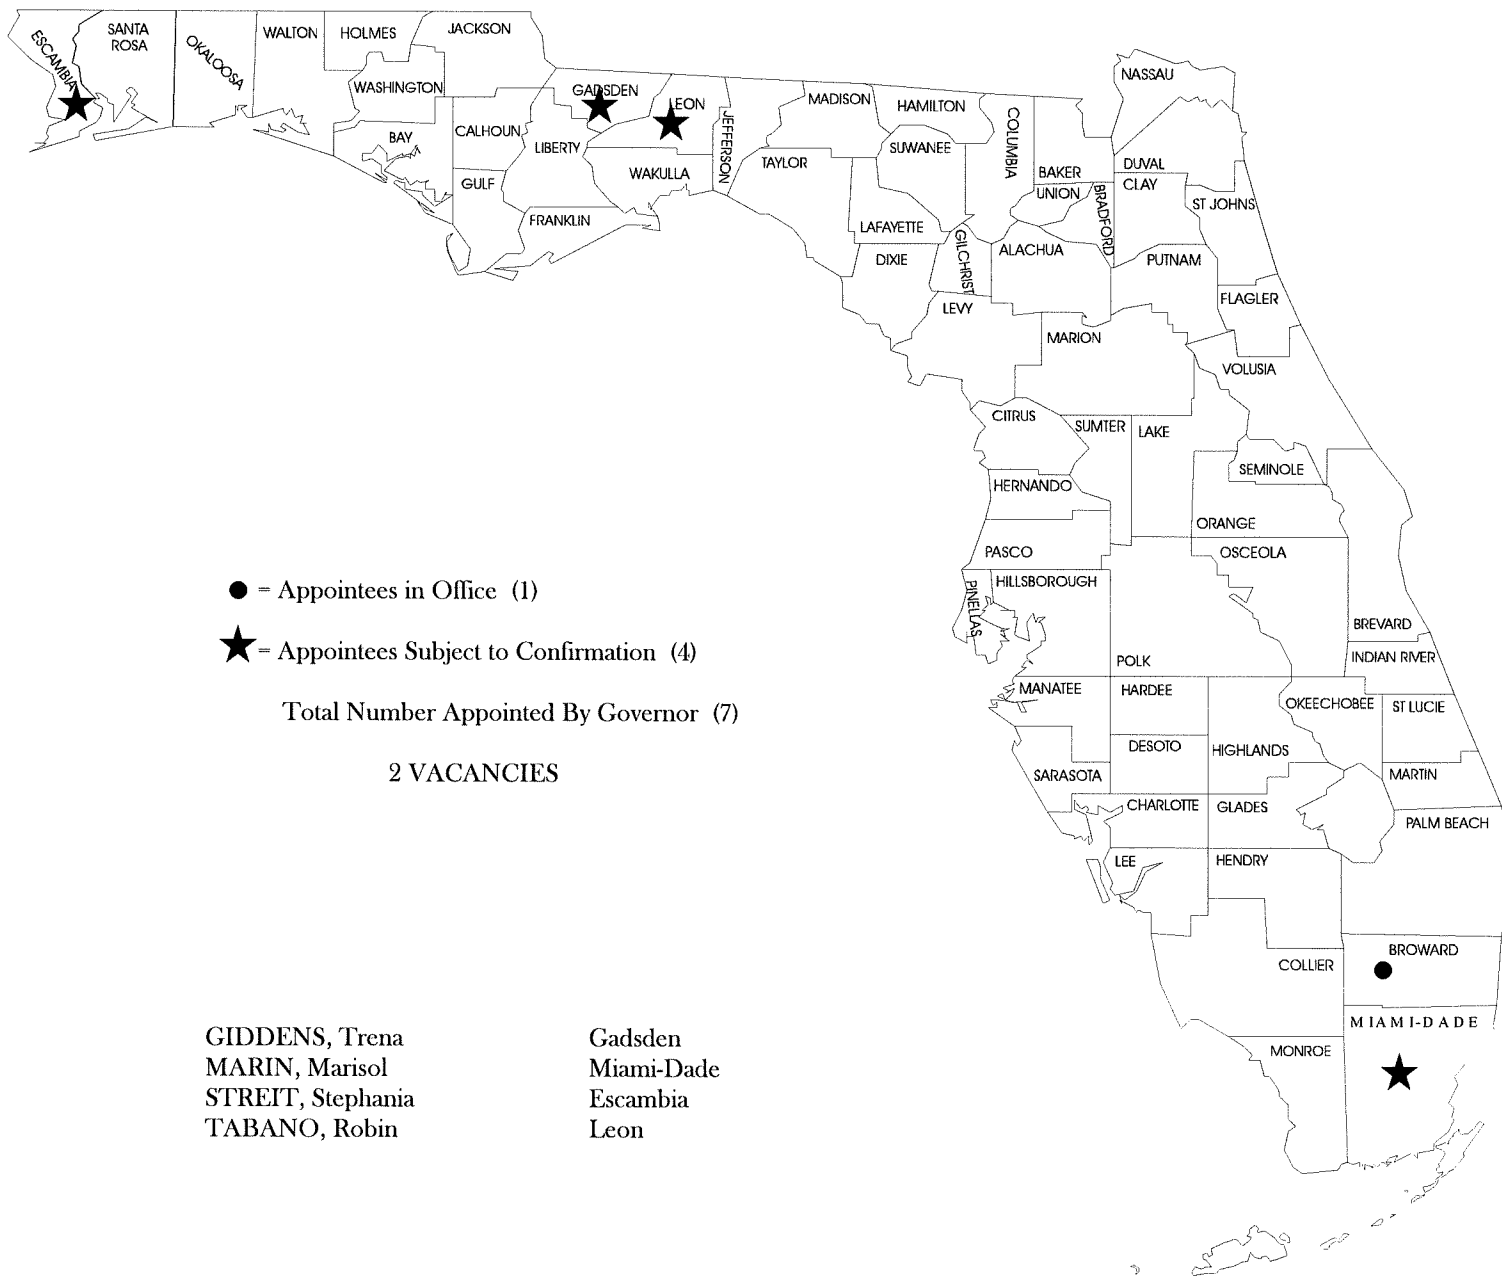 ESCAMBIA
SANTA
ROSA
OKALOOSA
WALTON
HOLMES
JACKSON
WASHINGTON
BAY
CALHOUN
GULF
GADSDEN
LIBERTY
FRANKLIN
LEON
WAKULLA
JEFFERSON
TAYLOR
MADISON
HAMILTON
SUWANEE
LAFAYETTE
DIXIE
COLUMBIA
GILCHRIST
LEVY
BAKER
UNION
BRADFORD
ALACHUA
NASSAU
DUVAL
CLAY
ST JOHNS
PUTNAM
FLAGLER
MARION
VOLUSIA
CITRUS
SUMTER
LAKE
SEMINOLE
HERNANDO
ORANGE
PASCO
OSCEOLA
PINELLAS
HILLSBOROUGH
BREVARD
POLK
INDIAN RIVER
MANATEE
HARDEE
OKEECHOBEE
ST LUCIE
DESOTO
HIGHLANDS
SARASOTA
MARTIN
CHARLOTTE
GLADES
PALM BEACH
LEE
HENDRY
COLLIER
BROWARD
MIAMI-DADE
MONROE
= Appointees in Office (1)
= Appointees Subject to Confirmation (4)
Total Number Appointed By Governor (7)
2 VACANCIES
GIDDENS, Trena Gadsden
MARIN, Marisol Miami-Dade
STREIT, Stephania Escambia
TABANO, Robin Leon